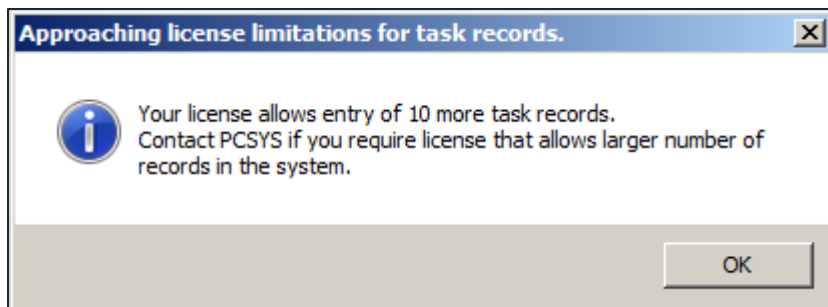 Approaching license limitations for task records.
Your license allows entry of 10 more task records.
Contact PCSYS if you require license that allows larger number of
records in the system.
OK